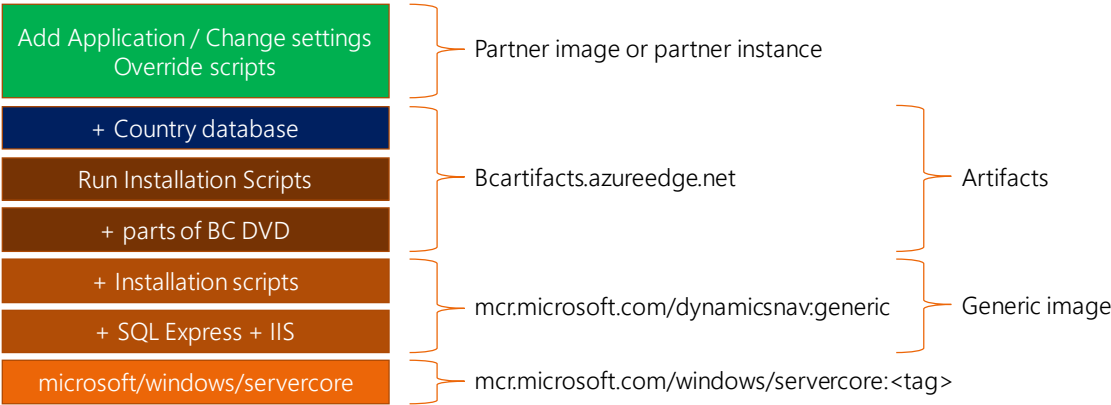 Add Application / Change settings
Override scripts
Partner image or partner instance
+ Country database
Run Installation Scripts
Bcartifacts.azureedge.net
Artifacts
+ parts of BC DVD
+ Installation scripts
mcr.microsoft.com/dynamicsnav:generic
Generic image
+ SQL Express + IIS
microsoft/windows/servercore
mcr.microsoft.com/windows/servercore:<tag>